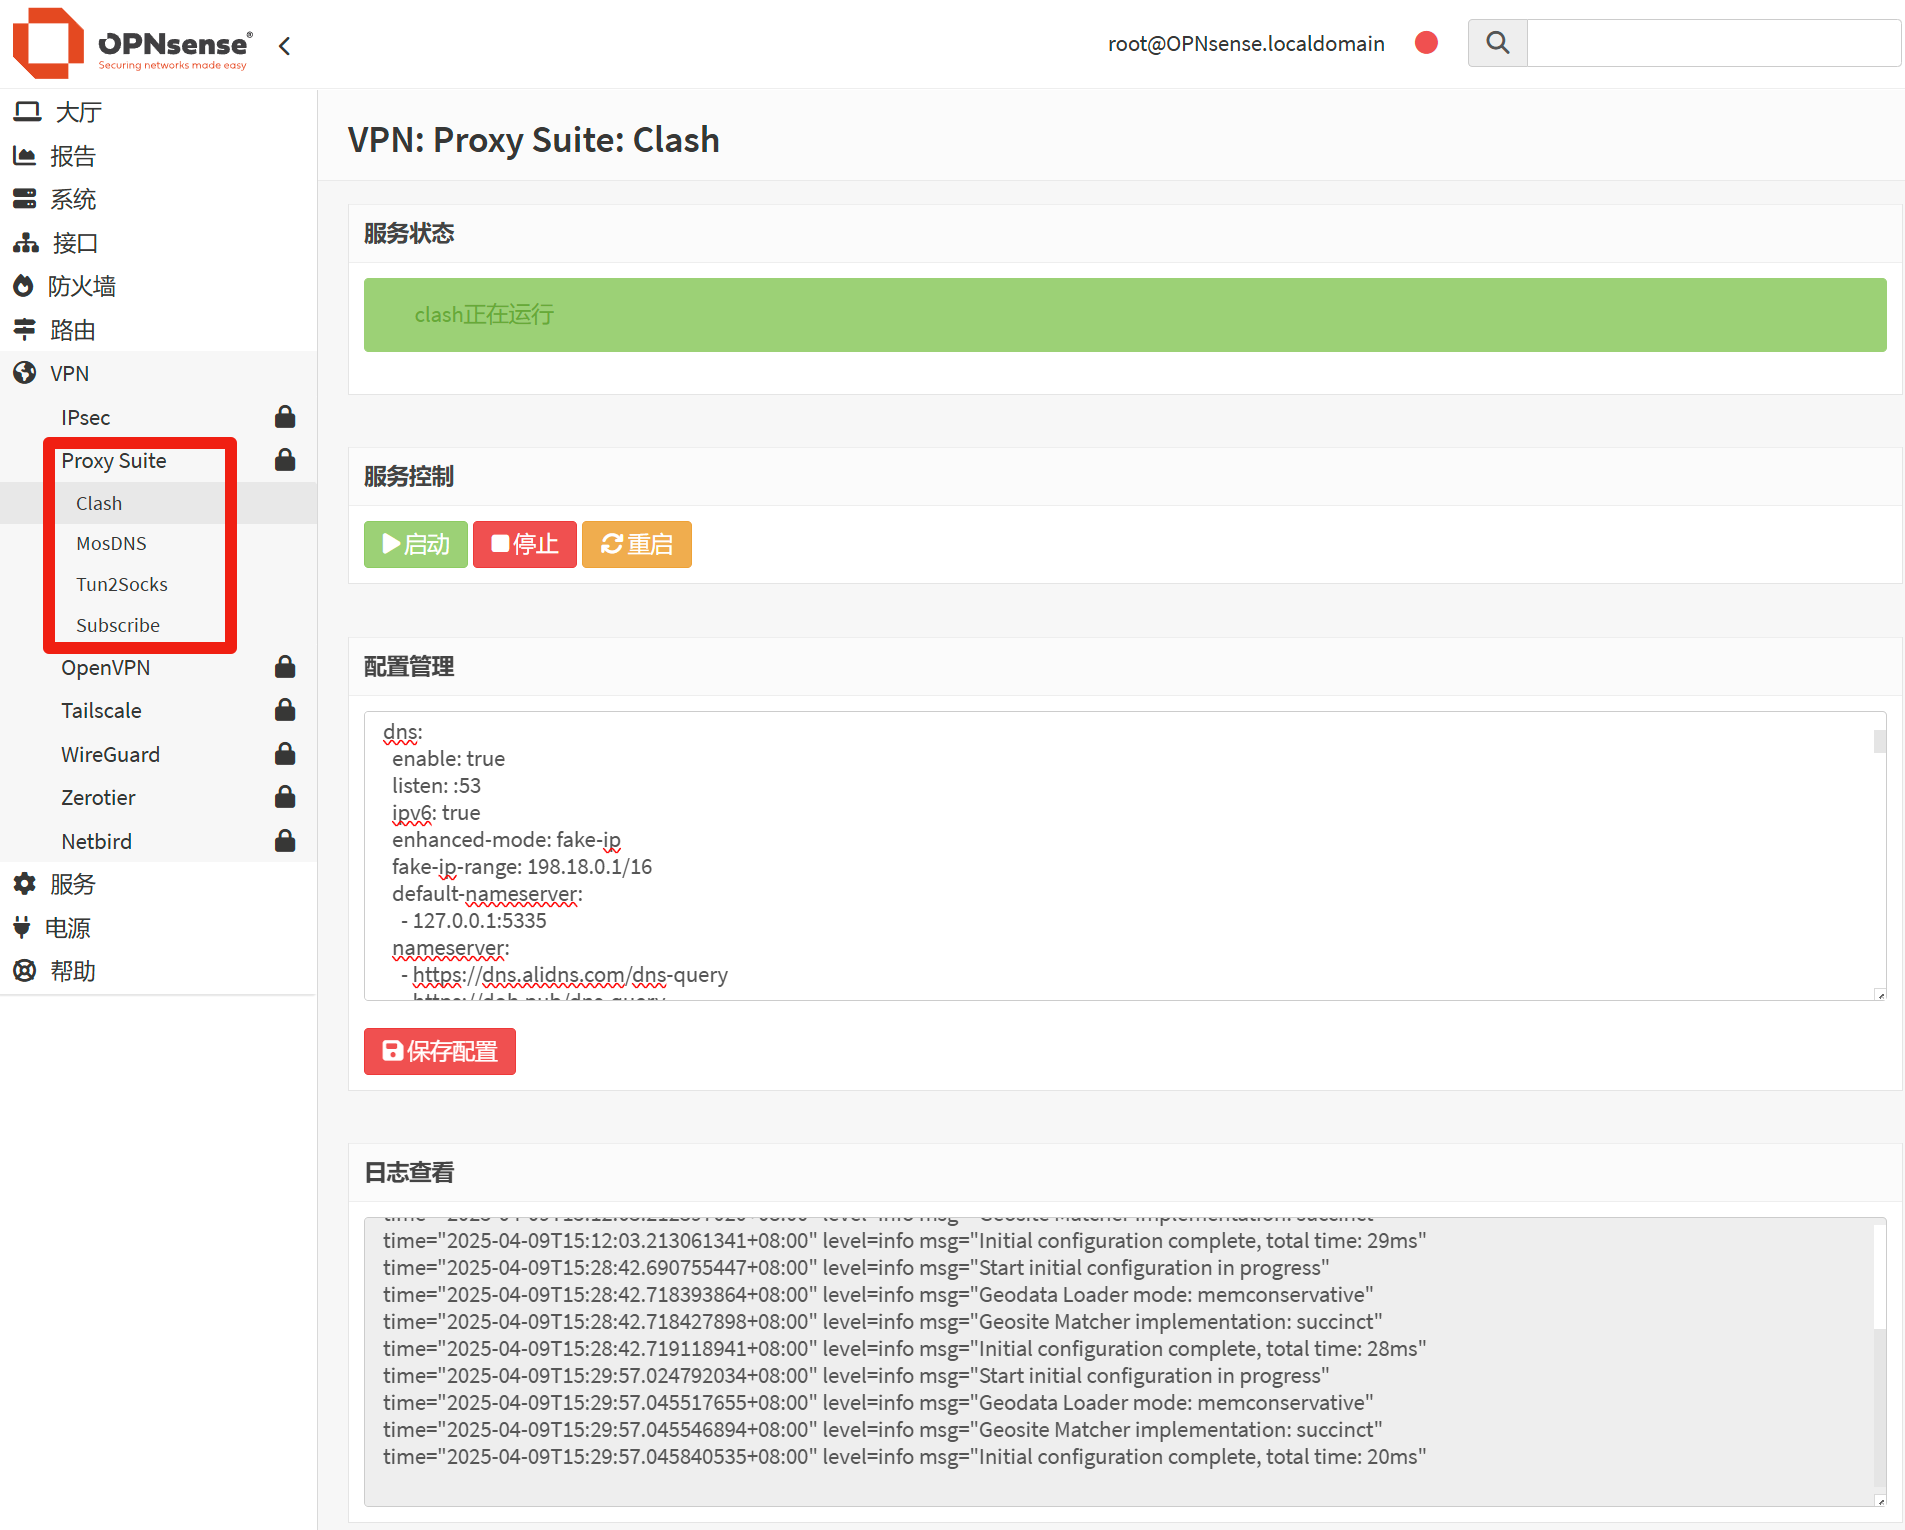 OPNsense®
Securing networks made easy
root@OPNsense.localdomain
大厅
报告
系统
接口
防火墙
路由
VPN
IPsec
Proxy Suite
Clash
MosDNS
Tun2Socks
Subscribe
OpenVPN
Tailscale
WireGuard
Zerotier
Netbird
服务
电源
帮助
VPN: Proxy Suite: Clash
服务状态
clash正在运行
服务控制
启动 停止 重启
配置管理
dns:
enable: true
listen: :53
ipv6: true
enhanced-mode: fake-ip
fake-ip-range: 198.18.0.1/16
default-nameserver:
- 127.0.0.1:5335
nameserver:
- https://dns.alidns.com/dns-query
https://doh.pub/dns-query
保存配置
日志查看
level=info msg="Geosite Matcher implementation: succinct"
time="2025-04-09T15:12:03.213061341+08:00" level=info msg="Initial configuration complete, total time: 29ms"
time="2025-04-09T15:28:42.690755447+08:00" level=info msg="Start initial configuration in progress"
time="2025-04-09T15:28:42.718393864+08:00" level=info msg="Geodata Loader mode: memconservative"
time="2025-04-09T15:28:42.718427898+08:00" level=info msg="Geosite Matcher implementation: succinct"
time="2025-04-09T15:28:42.719118941+08:00" level=info msg="Initial configuration complete, total time: 28ms"
time="2025-04-09T15:29:57.024792034+08:00" level=info msg="Start initial configuration in progress"
time="2025-04-09T15:29:57.045517655+08:00" level=info msg="Geodata Loader mode: memconservative"
time="2025-04-09T15:29:57.045546894+08:00" level=info msg="Geosite Matcher implementation: succinct"
time="2025-04-09T15:29:57.045840535+08:00" level=info msg="Initial configuration complete, total time: 20ms"